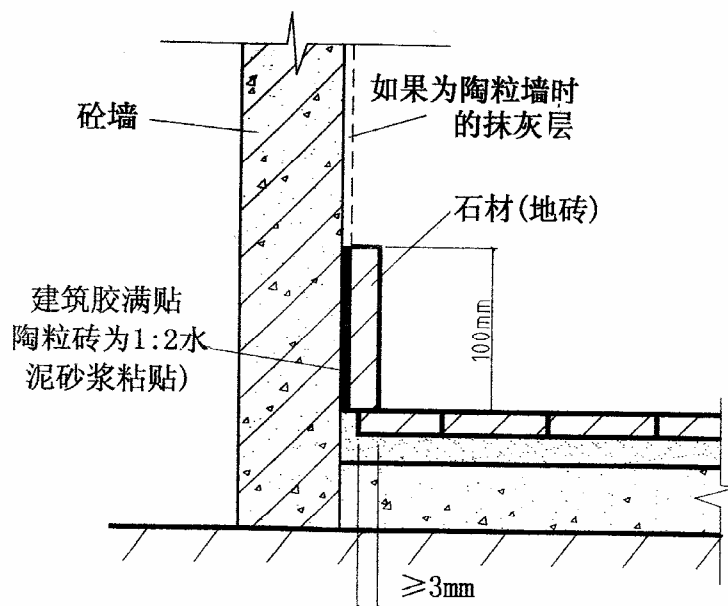 砼墙
如果为陶粒墙时
的抹灰层
石材(地砖)
建筑胶满贴
陶粒砖为1:2水
泥砂浆粘贴)
100mm
≥3mm